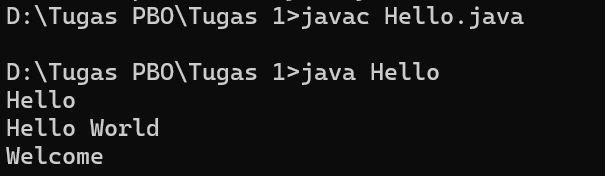 D:\Tugas PBO\Tugas 1>javac Hello.java
D:\Tugas PBO\Tugas 1>java Hello
Hello
Hello World
Welcome